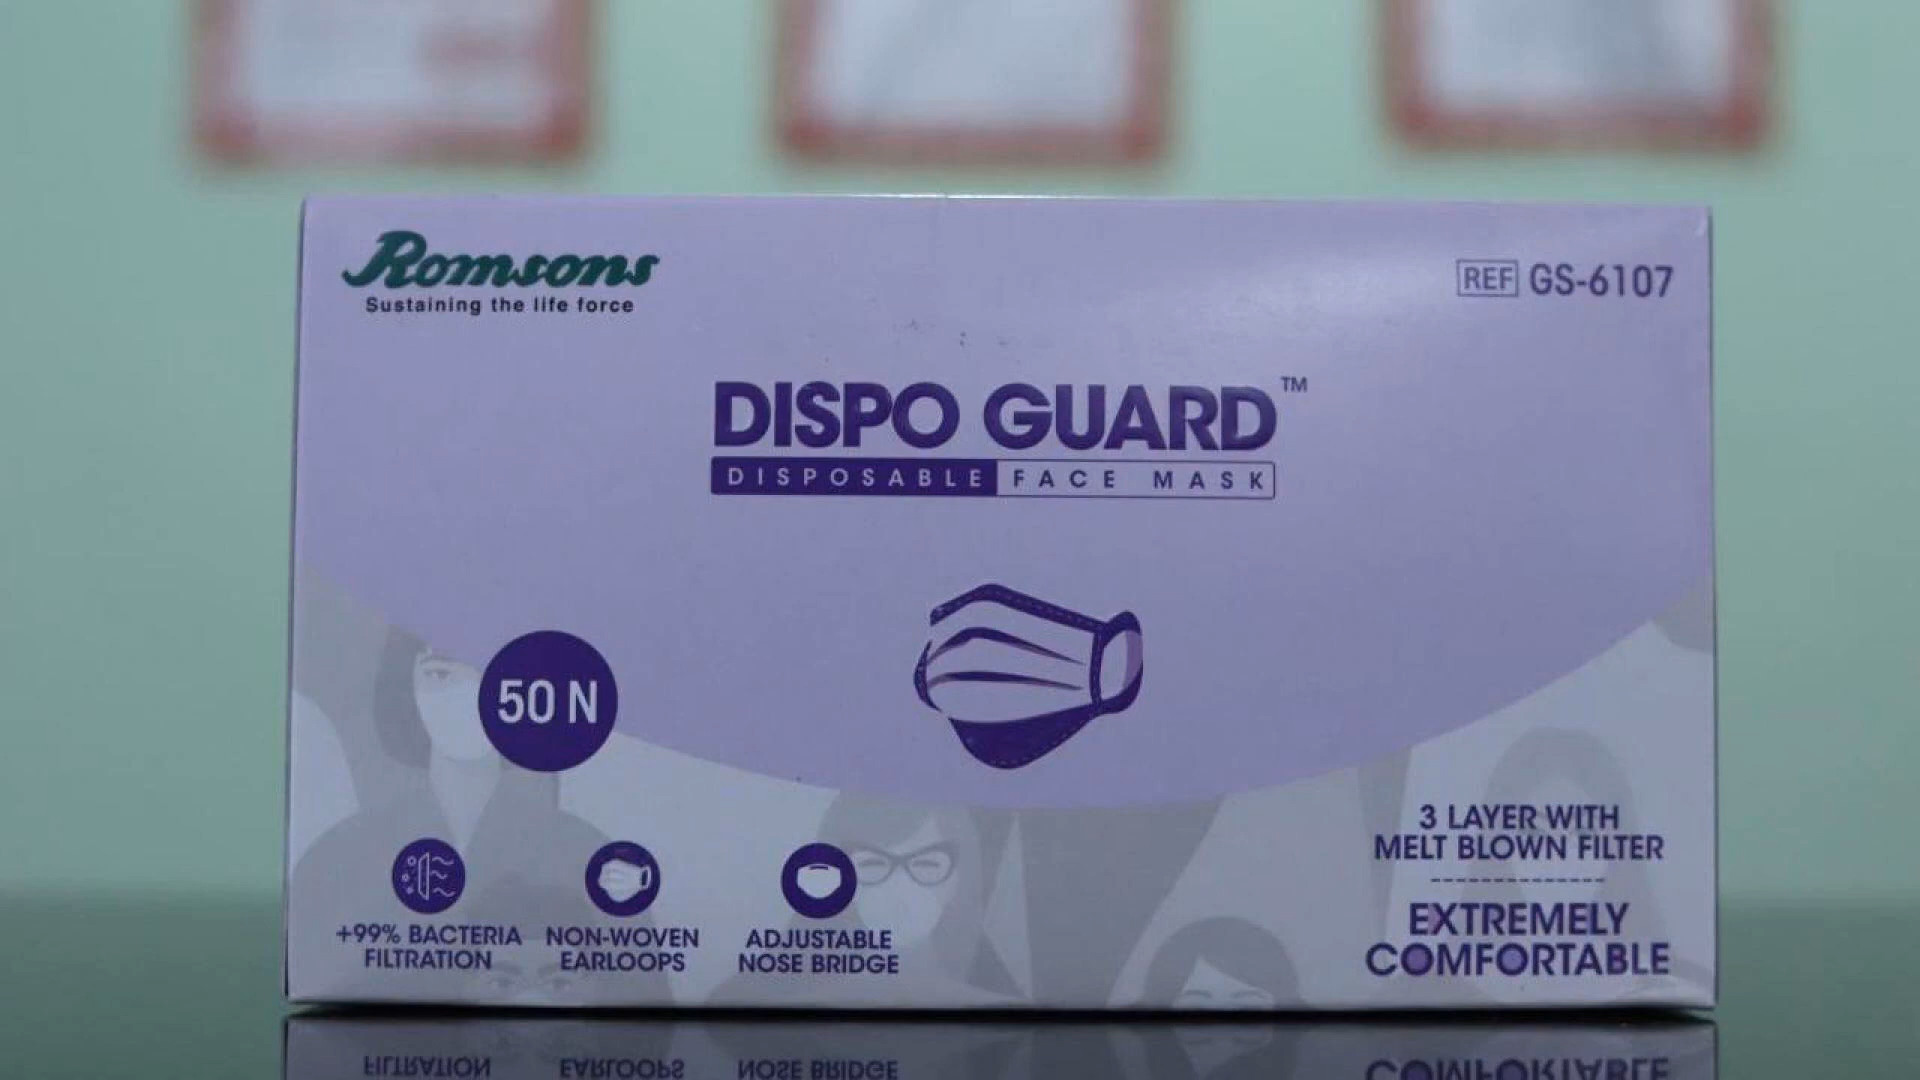 Romsons
Sustaining the life force
REF GS-6107
DISPO GUARD™
DISPOSABLE FACE MASK
50 N
+99% BACTERIA
FILTRATION
NON-WOVEN
EARLOOPS
ADJUSTABLE
NOSE BRIDGE
3 LAYER WITH
MELT BLOWN FILTER
EXTREMELY
COMFORTABLE